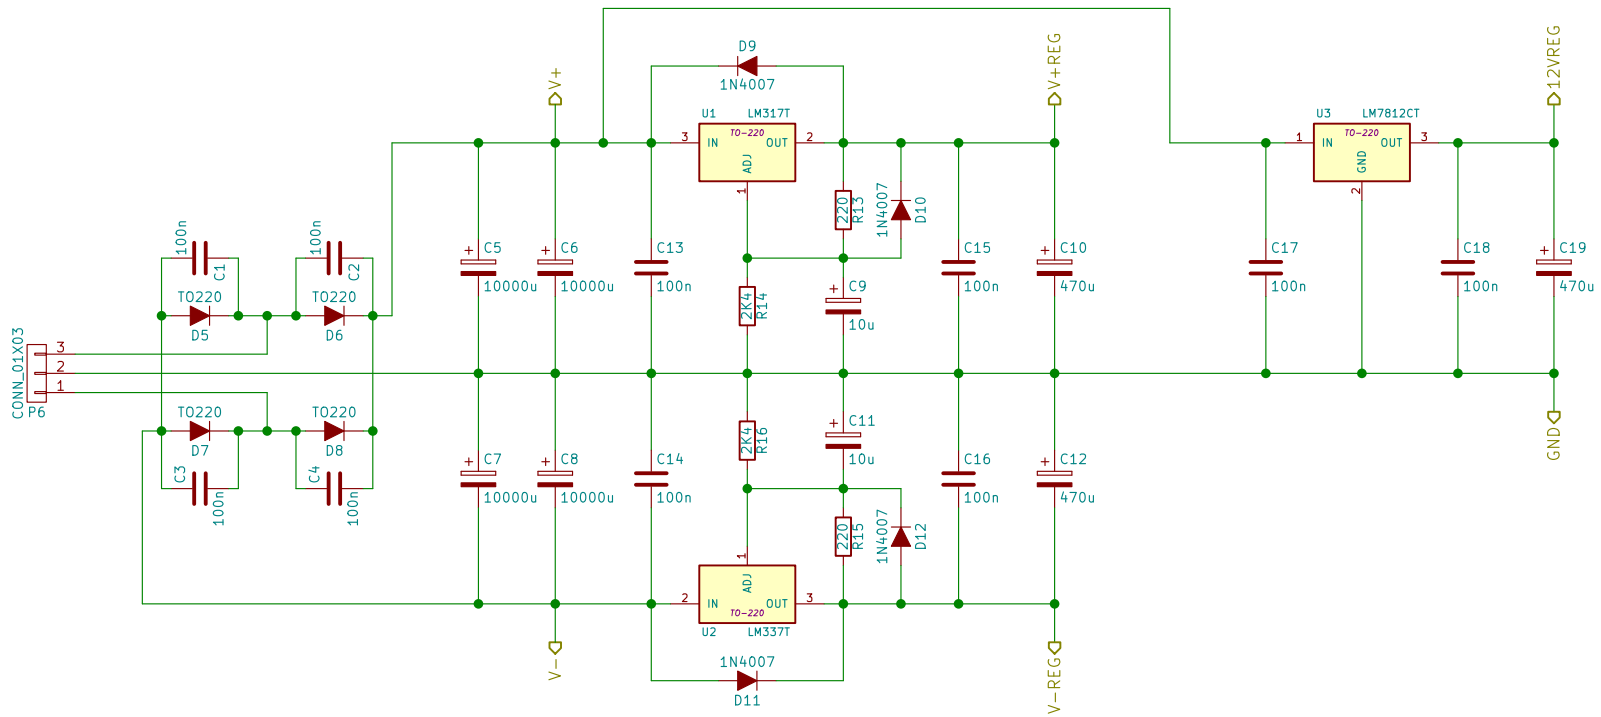 D9
1N4007
V+
V+REG
12VREG
U1
LM317T
TO-220
3
IN
OUT
2
ADJ
1
U3
LM7812CT
TO-220
1
IN
OUT
3
GND
2
220
R13
1N4007
D10
100n
C1
100n
C2
+
C5
10000u
+
C6
10000u
C13
100n
C15
100n
+
C10
470u
C17
100n
C18
100n
+
C19
470u
TO220
D5
TO220
D6
2K4
R14
+
C9
10u
CONN_01X03
P6
3
2
1
TO220
D7
TO220
D8
C3
100n
C4
100n
2K4
R16
+
C11
10u
GND
+
C7
10000u
+
C8
10000u
C14
100n
C16
100n
+
C12
470u
220
R15
1N4007
D12
1
ADJ
2
IN
OUT
3
TO-220
U2
LM337T
V-
1N4007
D11
V-REG